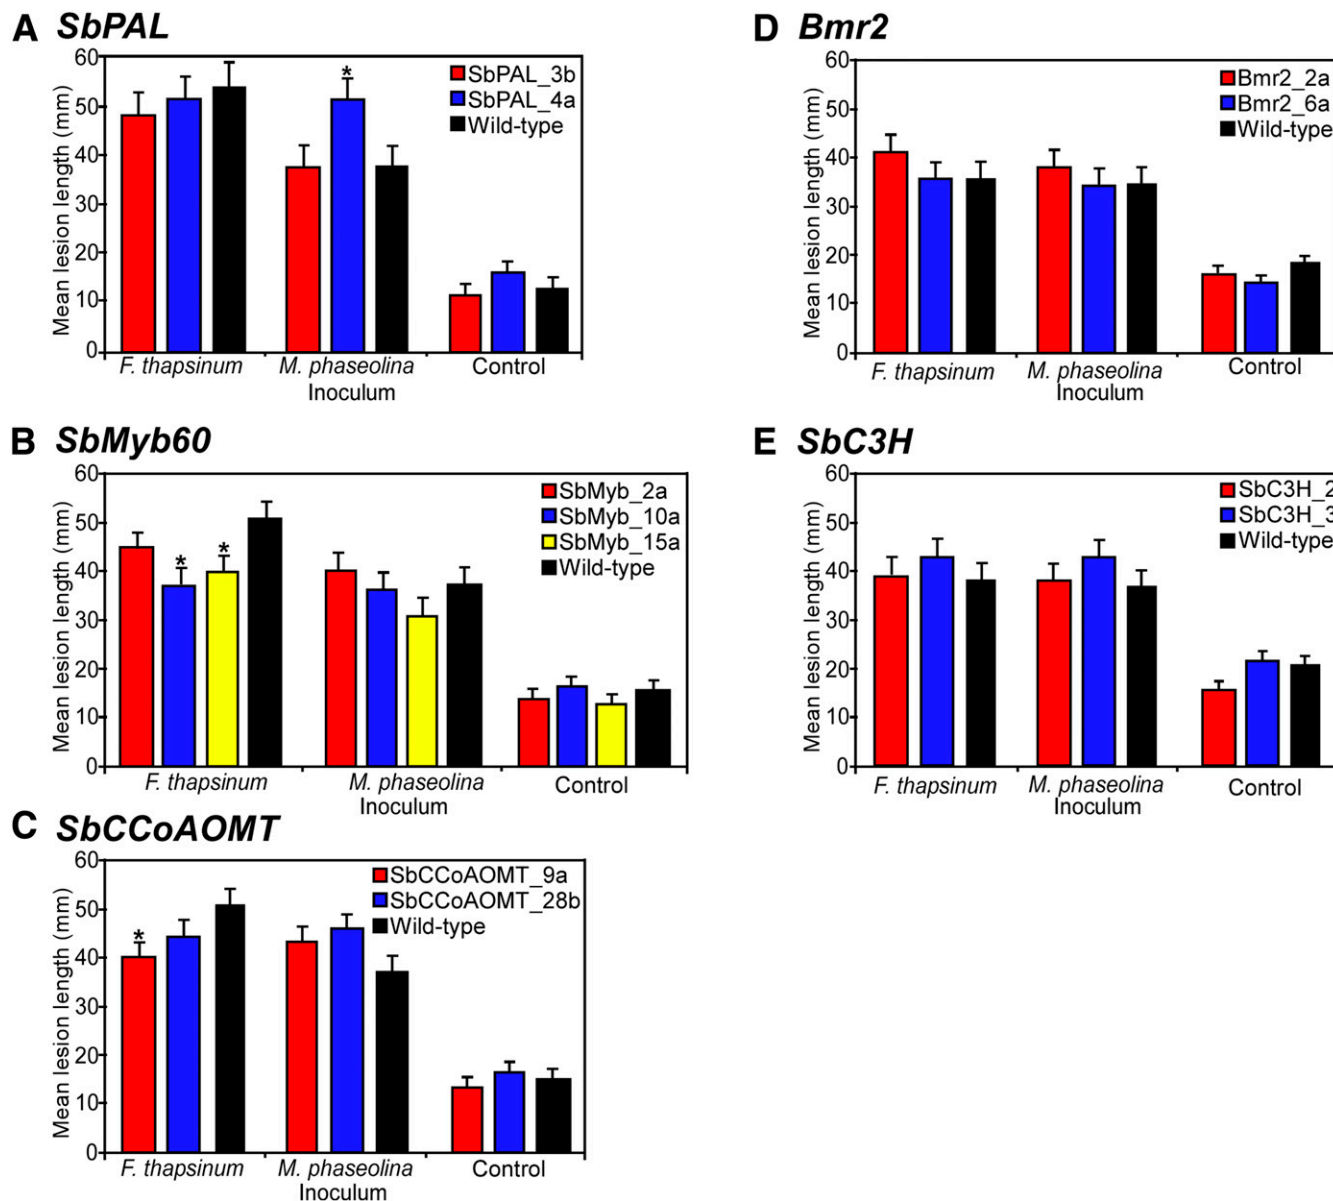 A SbPAL
Mean lesion length (mm)
60
50
40
30
20
10
0
SbPAL_3b
SbPAL_4a
Wild-type
*
F. thapsinum M. phaseolina Control
Inoculum
B SbMyb60
Mean lesion length (mm)
60
50
40
30
20
10
0
SbMyb_2a
SbMyb_10a
SbMyb_15a
Wild-type
* *
F. thapsinum M. phaseolina Control
Inoculum
C SbCCoAOMT
Mean lesion length (mm)
60
50
40
30
20
10
0
SbCCoAOMT_9a
SbCCoAOMT_28b
Wild-type
*
F. thapsinum M. phaseolina Control
Inoculum
D Bmr2
Mean lesion length (mm)
60
50
40
30
20
10
0
Bmr2_2a
Bmr2_6a
Wild-type
F. thapsinum M. phaseolina Control
Inoculum
E SbC3H
Mean lesion length (mm)
60
50
40
30
20
10
0
SbC3H_2
SbC3H_3
Wild-type
F. thapsinum M. phaseolina Control
Inoculum